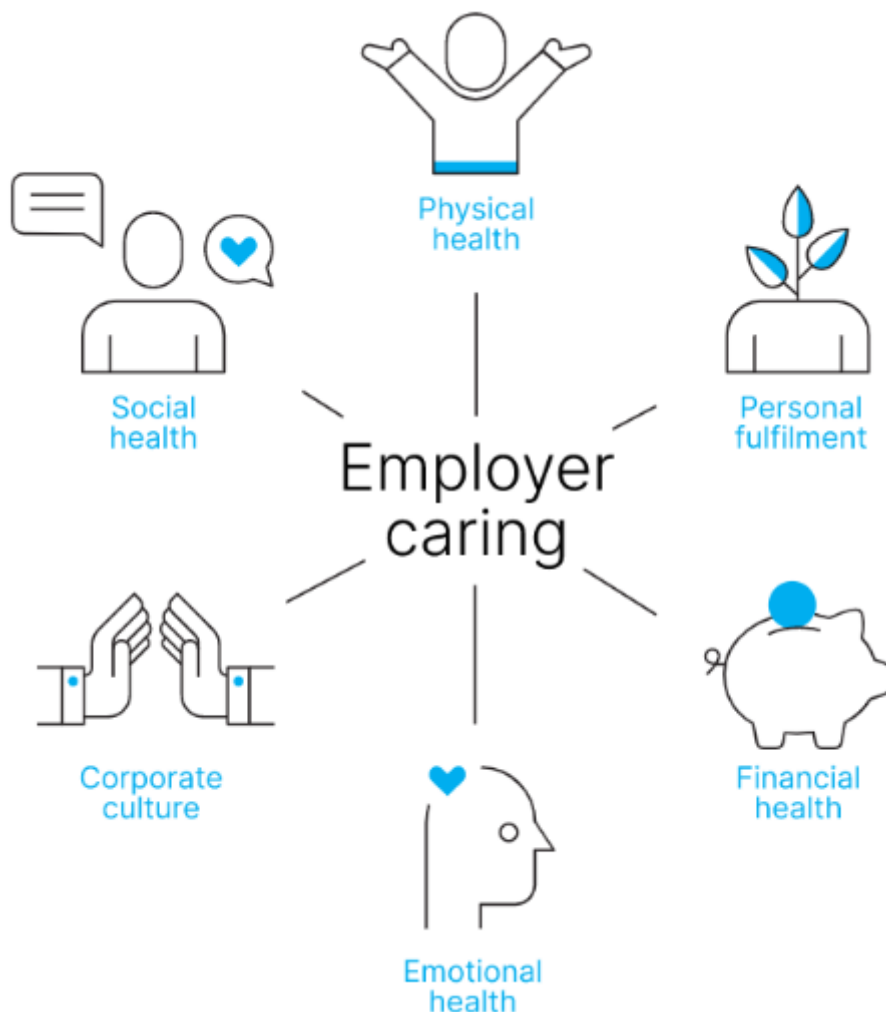 Physical
health
Social
health
Personal
fulfilment
Employer
caring
Corporate
culture
Financial
health
Emotional
health